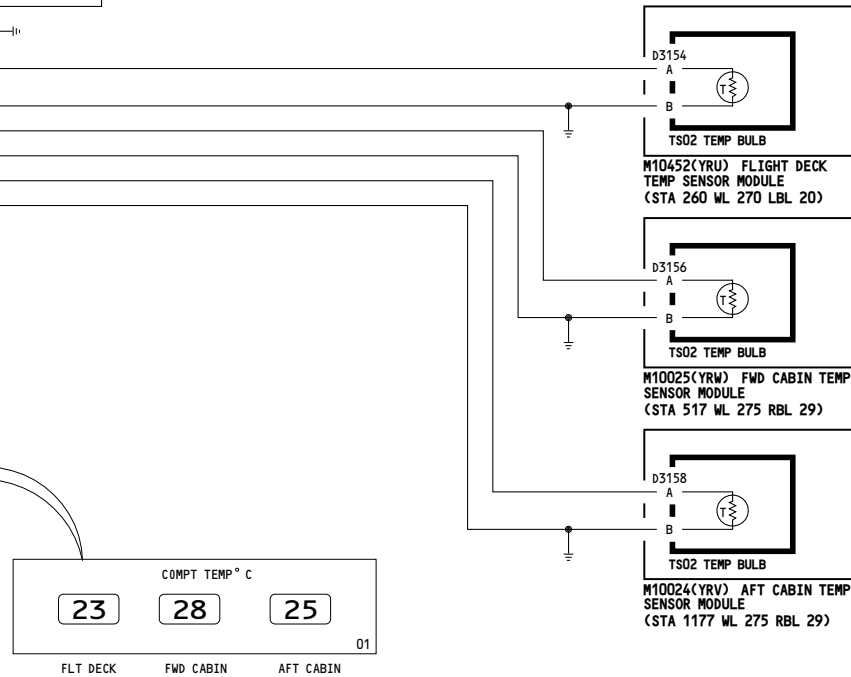 D3154
A
T
B
TS02 TEMP BULB
M10452(YRU) FLIGHT DECK
TEMP SENSOR MODULE
(STA 260 WL 270 LBL 20)
D3156
A
T
B
TS02 TEMP BULB
M10025(YRW) FWD CABIN TEMP
SENSOR MODULE
(STA 517 WL 275 RBL 29)
D3158
A
T
B
TS02 TEMP BULB
M10024(YRV) AFT CABIN TEMP
SENSOR MODULE
(STA 1177 WL 275 RBL 29)
COMPT TEMP° C
23 28 25
01
FLT DECK FWD CABIN AFT CABIN